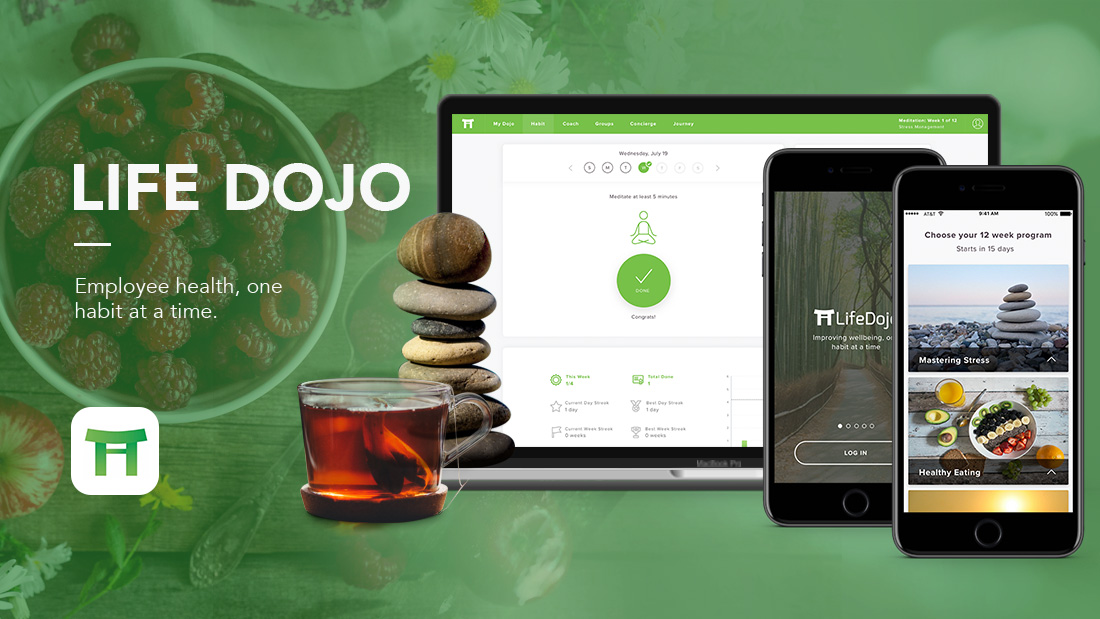 LIFE DOJO
Employee health, one
habit at a time.
My Dojo Habit Coach Groups Concierge Journey
Meditation: Week 1 of 12
Stress Management
Wednesday, July 19
S M T T F S
Meditate at least 5 minutes
DONE
Congrats!
This Week
1/4
Total Done
1
Current Day Streak
1 day
Best Day Streak
1 day
Current Week Streak
0 weeks
Best Week Streak
0 weeks
MacBook Pro
LifeDojo
Improving wellbeing, o
habit at a time
LOG IN
AT&T 9:41 AM 100%
Choose your 12 week program
Starts in 15 days
Mastering Stress
Healthy Eating